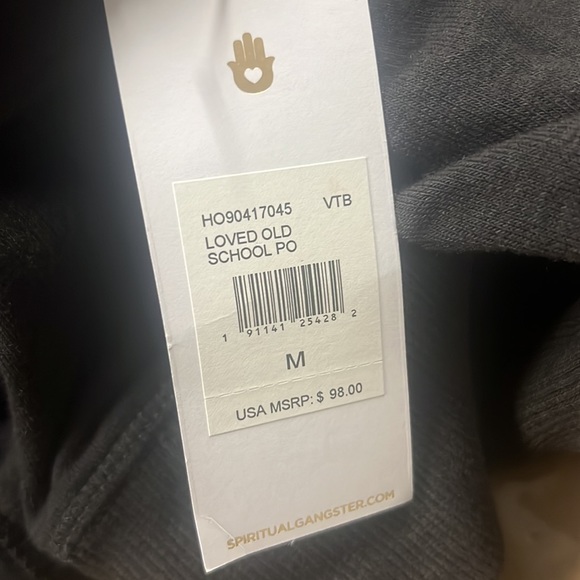 HO90417045 VTB
LOVED OLD
SCHOOL PO
1 91141 25428 2
M
USA MSRP: $ 98.00
SPIRITUALGANGSTER.COM